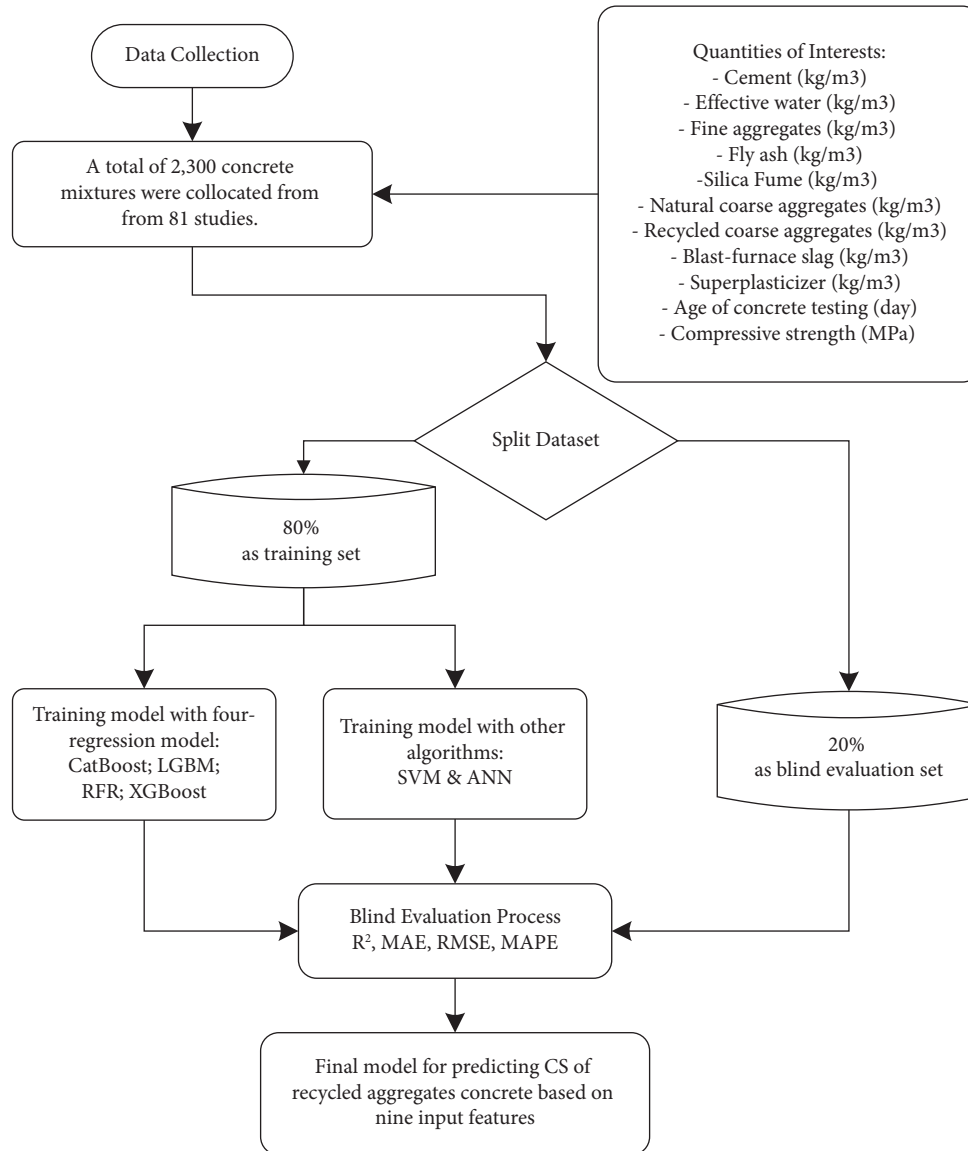 Data Collection
A total of 2,300 concrete
mixtures were collocated from
from 81 studies.
Quantities of Interests:
- Cement (kg/m3)
- Effective water (kg/m3)
- Fine aggregates (kg/m3)
- Fly ash (kg/m3)
-Silica Fume (kg/m3)
- Natural coarse aggregates (kg/m3)
- Recycled coarse aggregates (kg/m3)
- Blast-furnace slag (kg/m3)
- Superplasticizer (kg/m3)
- Age of concrete testing (day)
- Compressive strength (MPa)
Split Dataset
80%
as training set
Training model with four-
regression model:
CatBoost; LGBM;
RFR; XGBoost
Training model with other
algorithms:
SVM & ANN
20%
as blind evaluation set
Blind Evaluation Process
R², MAE, RMSE, MAPE
Final model for predicting CS of
recycled aggregates concrete based on
nine input features